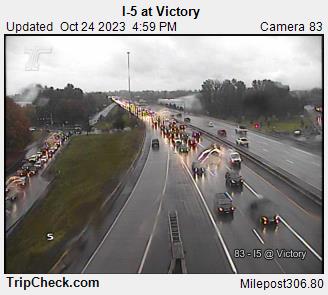 I-5 at Victory
Updated Oct 24 2023 4:59 PM Camera 83
S
83 - I5 @ Victory
TripCheck.com Milepost306.80